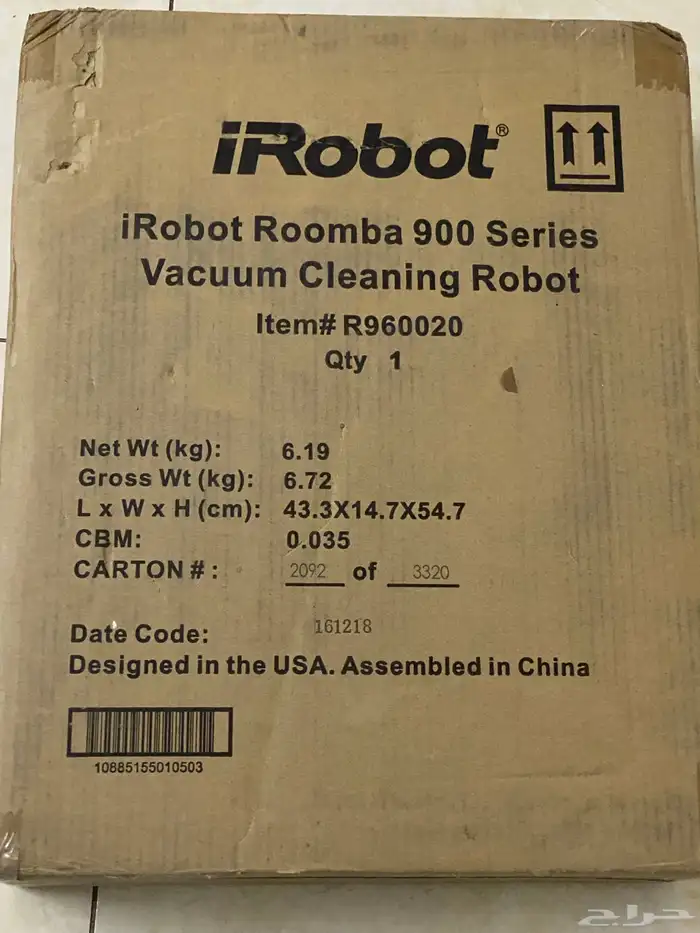 iRobot®
iRobot Roomba 900 Series
Vacuum Cleaning Robot
Item# R960020
Qty 1
Net Wt (kg): 6.19
Gross Wt (kg): 6.72
L x W x H (cm): 43.3X14.7X54.7
CBM: 0.035
CARTON # : 2092 of 3320
Date Code: 161218
Designed in the USA. Assembled in China
10885155010503
حراج